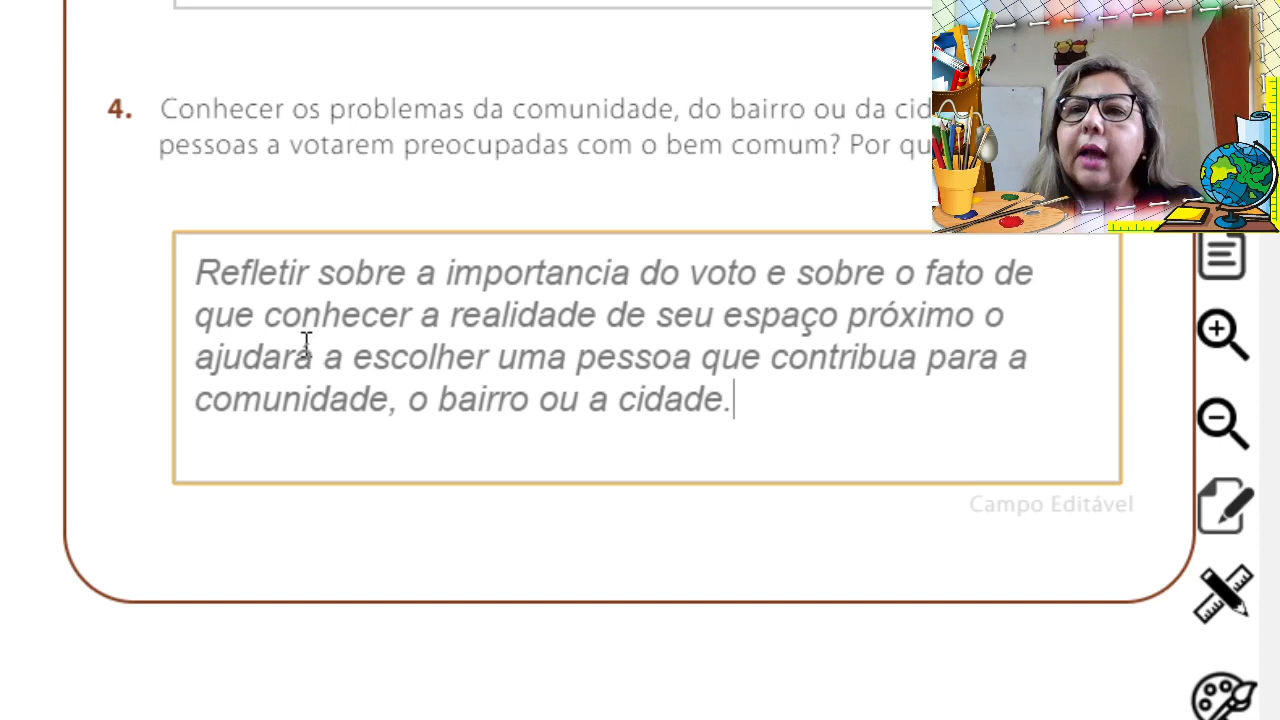 4. Conhecer os problemas da comunidade, do bairro ou da
pessoas a votarem preocupadas com o bem comum? Por
Refletir sobre a importancia do voto e sobre o fato de
que conhecer a realidade de seu espaço próximo o
ajudará a escolher uma pessoa que contribua para a
comunidade, o bairro ou a cidade.
Campo Editável